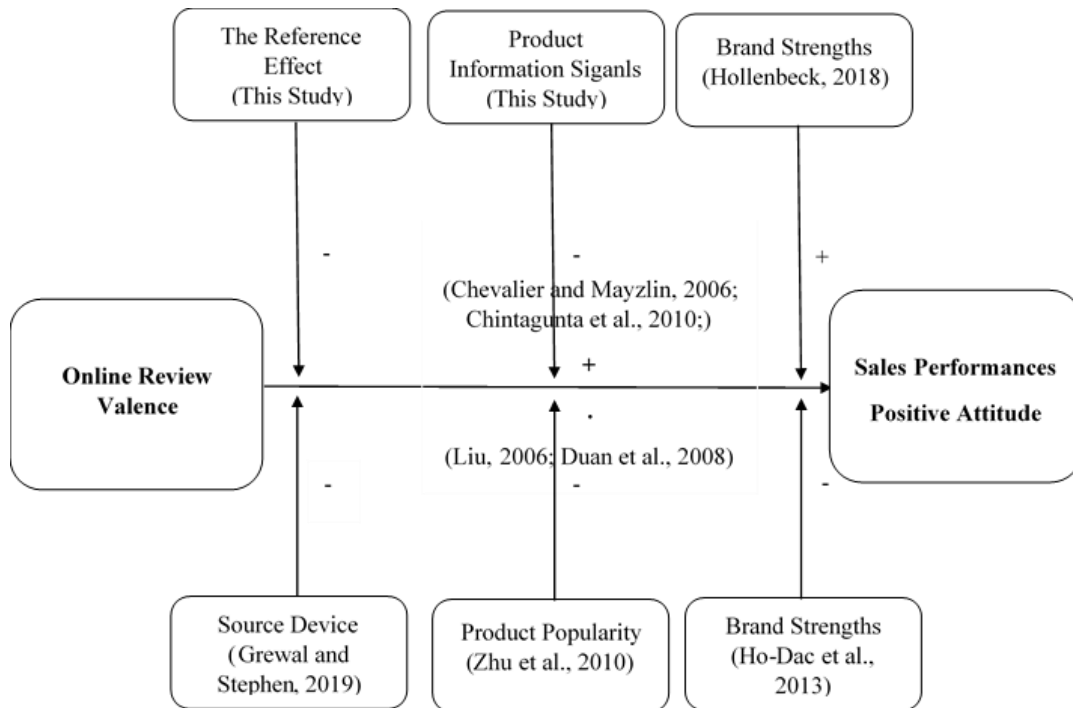 The Reference
Effect
(This Study)
Product
Information Siganls
(This Study)
Brand Strengths
(Hollenbeck, 2018)
-
-
+
(Chevalier and Mayzlin, 2006;
Chintagunta et al., 2010;)
+
Online Review
Valence
Sales Performances
Positive Attitude
.
(Liu, 2006; Duan et al., 2008)
-
-
-
Source Device
(Grewal and
Stephen, 2019)
Product Popularity
(Zhu et al., 2010)
Brand Strengths
(Ho-Dac et al.,
2013)